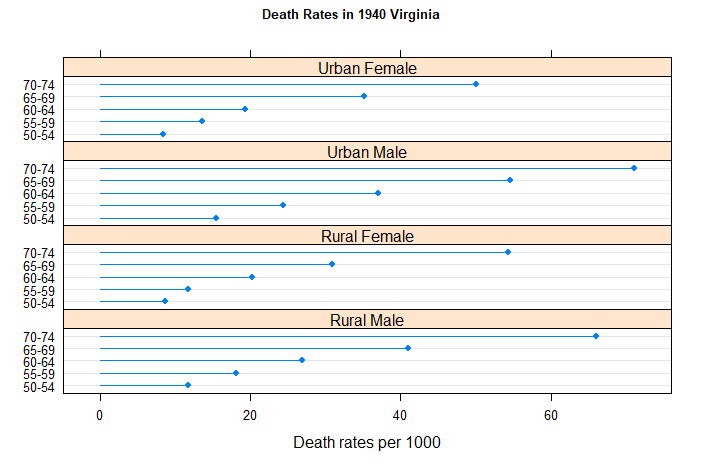 Death Rates in 1940 Virginia
Urban Female
70-74
65-69
60-64
55-59
50-54
Urban Male
70-74
65-69
60-64
55-59
50-54
Rural Female
70-74
65-69
60-64
55-59
50-54
Rural Male
70-74
65-69
60-64
55-59
50-54
0 20 40 60
Death rates per 1000